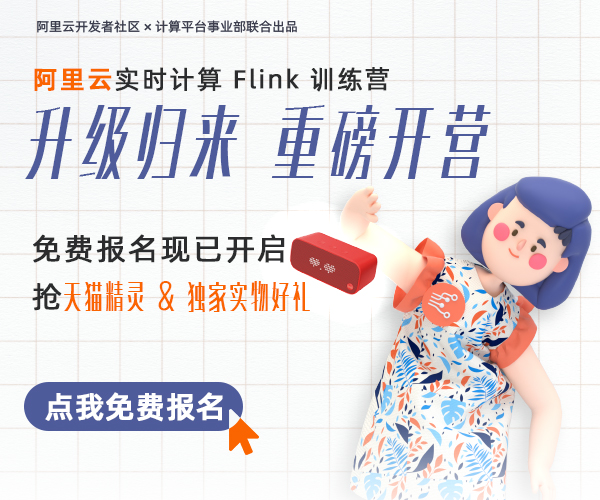 阿里云开发者社区 × 计算平台事业部联合出品
阿里云实时计算 Flink 训练营
升级归来 重磅开营
免费报名现已开启
抢天猫精灵 & 独家实物好礼
点我免费报名